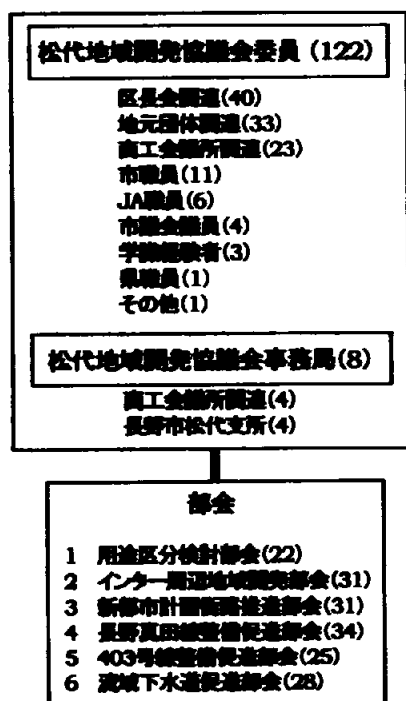 松代地域開発協議会委員(122)
区長会関連(40)
地元団体関連(33)
商工会議所関連(23)
市職員(11)
JA職員(6)
市議会議員(4)
学識経験者(3)
県職員(1)
その他(1)
松代地域開発協議会事務局(8)
商工会議所関連(4)
長野市松代支所(4)
部会
1 用途区分検討部会(22)
2 インター周辺地域開発部会(31)
3 新都市計画街路推進部会(31)
4 長野真田線整備促進部会(34)
5 403号線整備促進部会(25)
6 流域下水道促進部会(28)